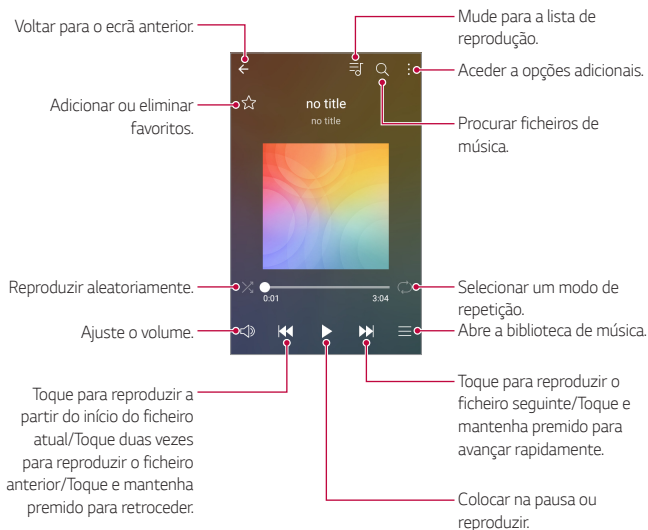 Voltar para o ecrã anterior.
Mude para a lista de
reprodução.
Aceder a opções adicionais.
Adicionar ou eliminar
favoritos.
no title
no title
Procurar ficheiros de
música.
Reproduzir aleatoriamente.
0:01
3:04
Selecionar um modo de
repetição.
Ajuste o volume.
Abre a biblioteca de música.
Toque para reproduzir a
partir do início do ficheiro
atual/Toque duas vezes
para reproduzir o ficheiro
anterior/Toque e mantenha
premido para retroceder.
Toque para reproduzir o
ficheiro seguinte/Toque e
mantenha premido para
avançar rapidamente.
Colocar na pausa ou
reproduzir.